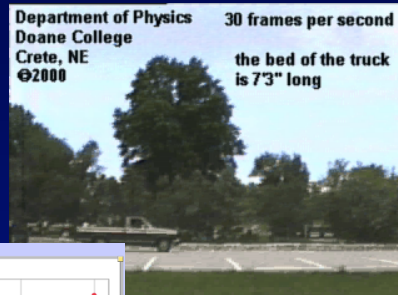 Department of Physics
Doane College
Crete, NE
©2000
30 frames per second
the bed of the truck
is 7'3" long